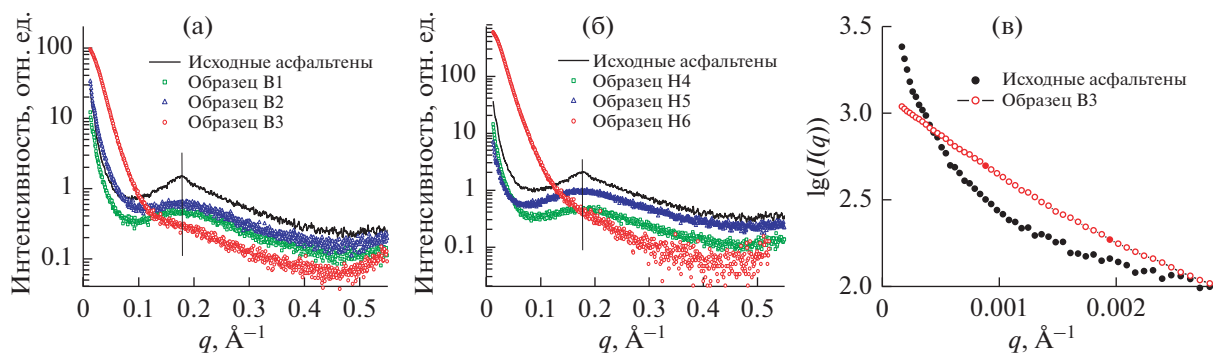 (а)
Интенсивность, отн. ед.
100
10
1
0.1
Исходные асфальтены
Образец В1
Образец В2
Образец В3
0 0.1 0.2 0.3 0.4 0.5
q, Å⁻¹
(б)
Интенсивность, отн. ед.
100
10
1
0.1
Исходные асфальтены
Образец Н4
Образец Н5
Образец Н6
0 0.1 0.2 0.3 0.4 0.5
q, Å⁻¹
(в)
lg(I(q))
3.5
3.0
2.5
2.0
Исходные асфальтены
Образец В3
0 0.001 0.002
q, Å⁻¹